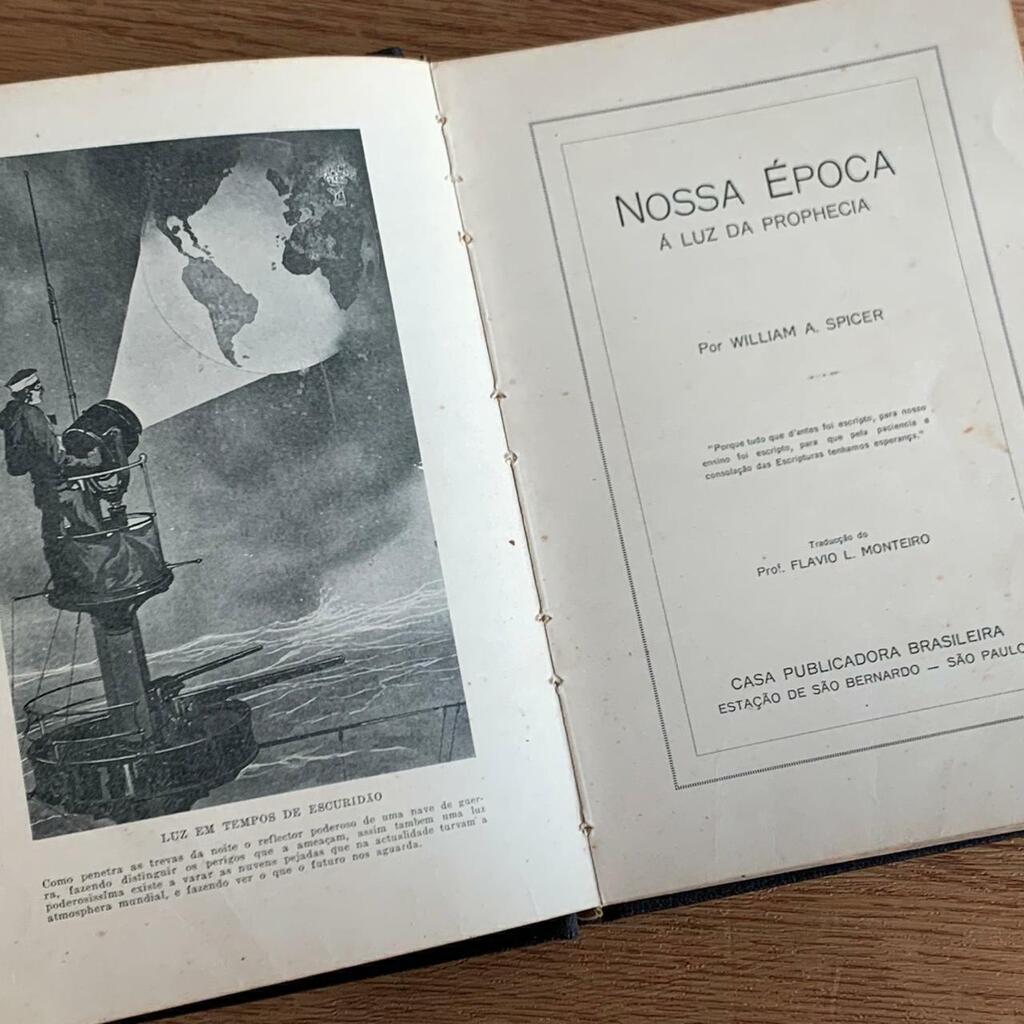 LUZ EM TEMPOS DE ESCURIDÃO
Como penetra as trevas da noite o reflector poderoso de uma nave de guer-
ra, fazendo distinguir os perigos que a ameaçam, assim tambem uma luz
poderosissima existe a varar as nuvens pejadas que na actualidade turvam a
atmosphera mundial, e fazendo ver o que o futuro nos aguarda.
NOSSA ÉPOCA
Á LUZ DA PROPHECIA
Por WILLIAM A. SPICER
"Porque tudo que d'antes foi escripto, para nosso
ensino foi escripto, para que pela paciencia e
consolação das Escripturas tenhamos esperança."
Traducção do
Prof. FLAVIO L. MONTEIRO
CASA PUBLICADORA BRASILEIRA
ESTAÇÃO DE SÃO BERNARDO — SÃO PAULO